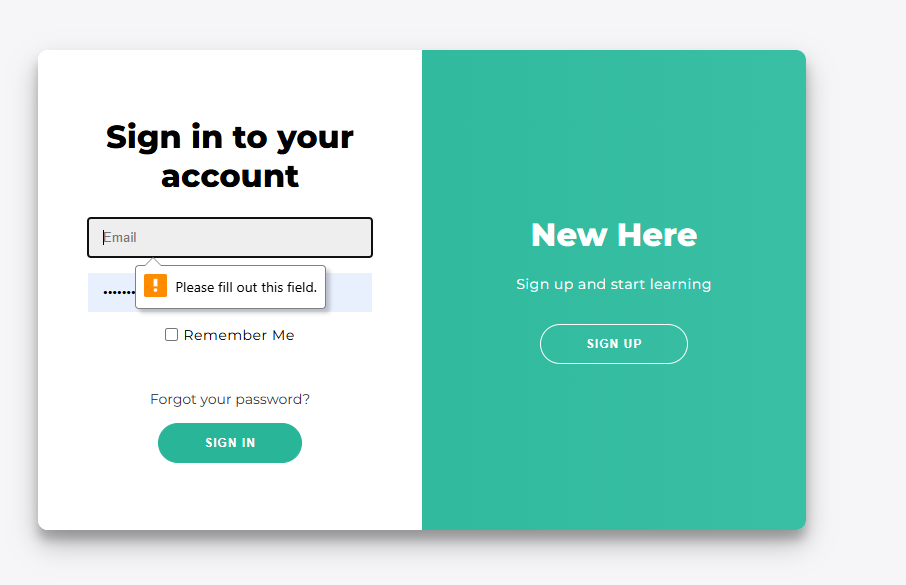 Sign in to your
account
Email
•••••••
! Please fill out this field.
Remember Me
Forgot your password?
SIGN IN
New Here
Sign up and start learning
SIGN UP